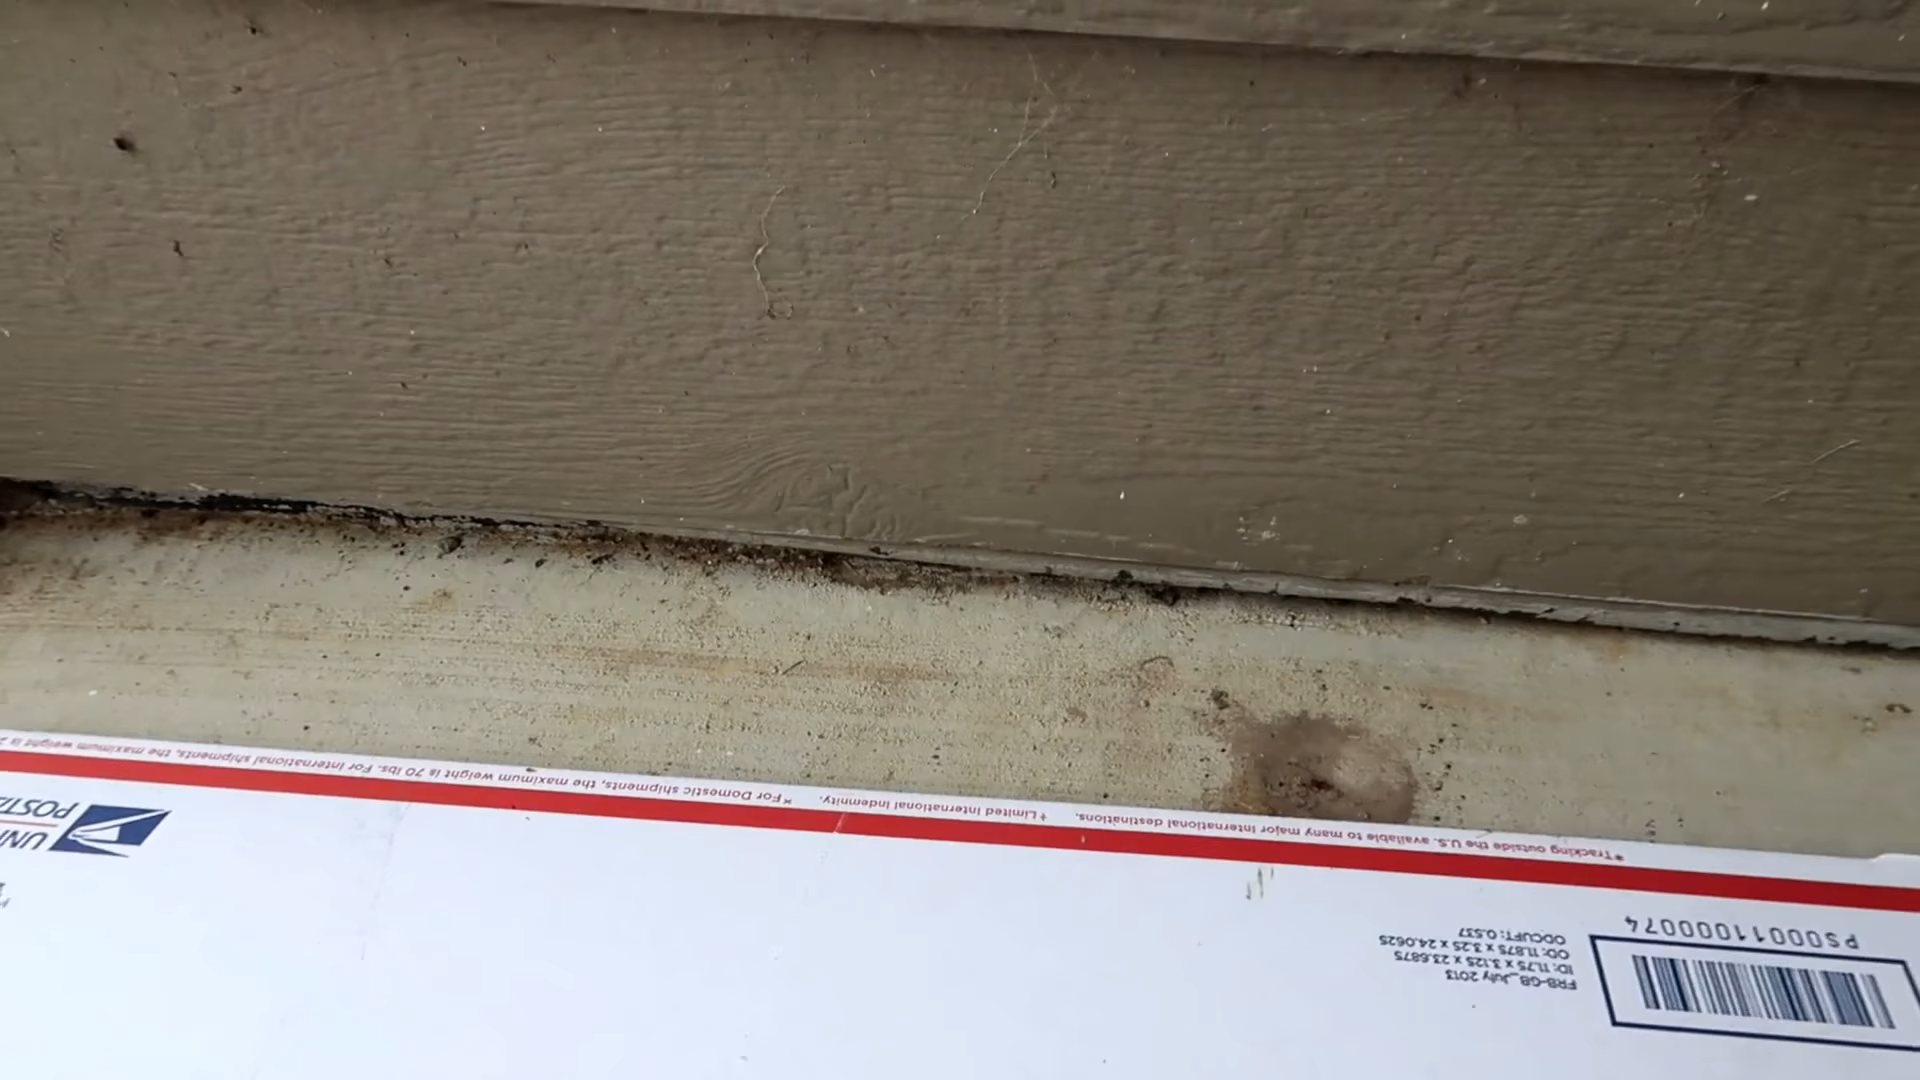 *Tracking outside the U.S. available to many major international destinations. †Limited international indemnity. *For Domestic shipments, the maximum weight is 70 lbs. For international shipments, the maximum weight is
PS00011000074
FRB-GB_July 2013
ID: 11.75 x 3.125 x 23.6875
OD: 11.875 x 3.25 x 24.0625
ODCUFT: 0.537